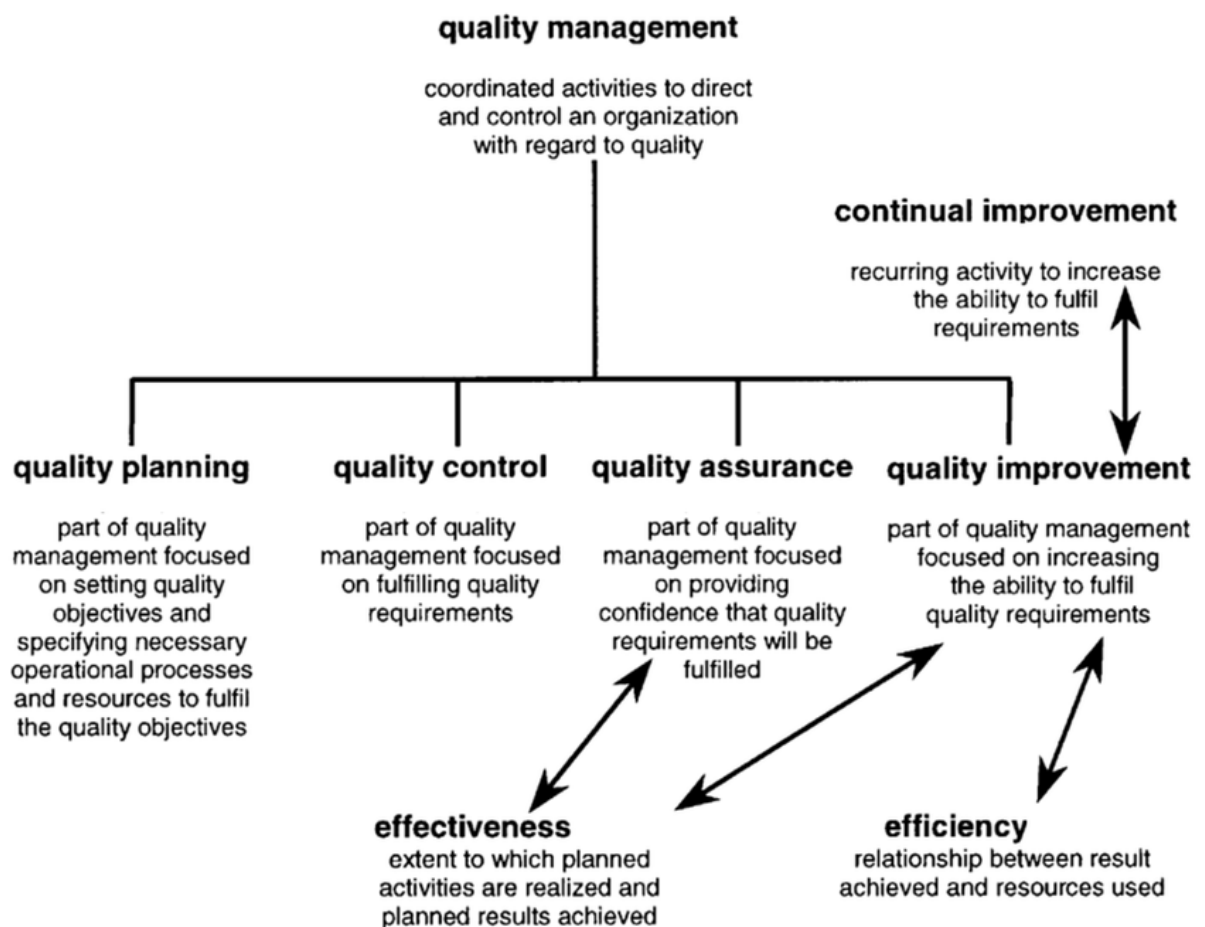 quality management
coordinated activities to direct
and control an organization
with regard to quality
continual improvement
recurring activity to increase
the ability to fulfil
requirements
quality planning
part of quality
management focused
on setting quality
objectives and
specifying necessary
operational processes
and resources to fulfil
the quality objectives
quality control
part of quality
management focused
on fulfilling quality
requirements
quality assurance
part of quality
management focused
on providing
confidence that quality
requirements will be
fulfilled
quality improvement
part of quality management
focused on increasing
the ability to fulfil
quality requirements
effectiveness
extent to which planned
activities are realized and
planned results achieved
efficiency
relationship between result
achieved and resources used